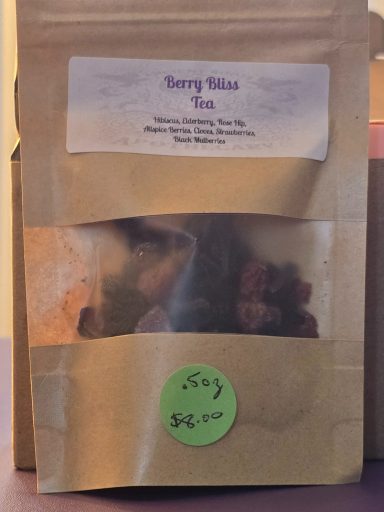 Berry Bliss
Tea
Hibiscus, Elderberry, Rose Hip,
Allspice Berries, Cloves, Strawberries,
Black Mulberries
.5oz
$8.00